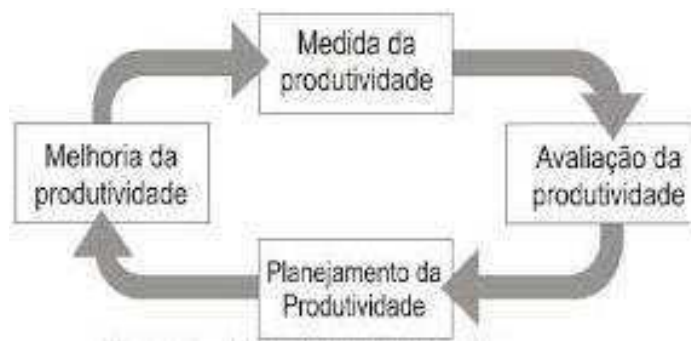 Medida da
produtividade
Avaliação da
produtividade
Planejamento da
Produtividade
Melhoria da
produtividade